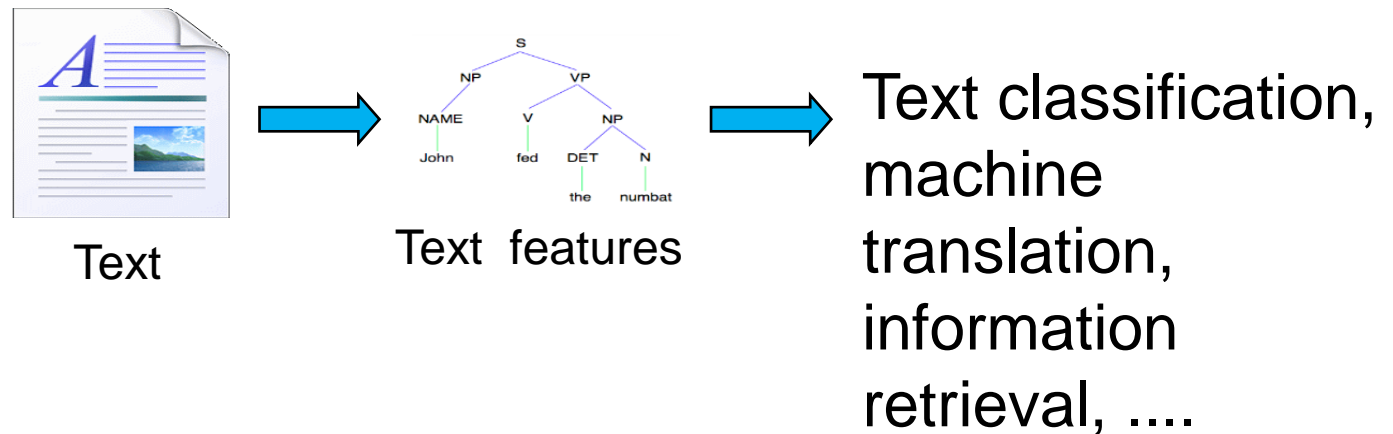 A
Text
S
NP VP
NAME V NP
John fed DET N
the numbat
Text features
Text classification,
machine
translation,
information
retrieval, ....